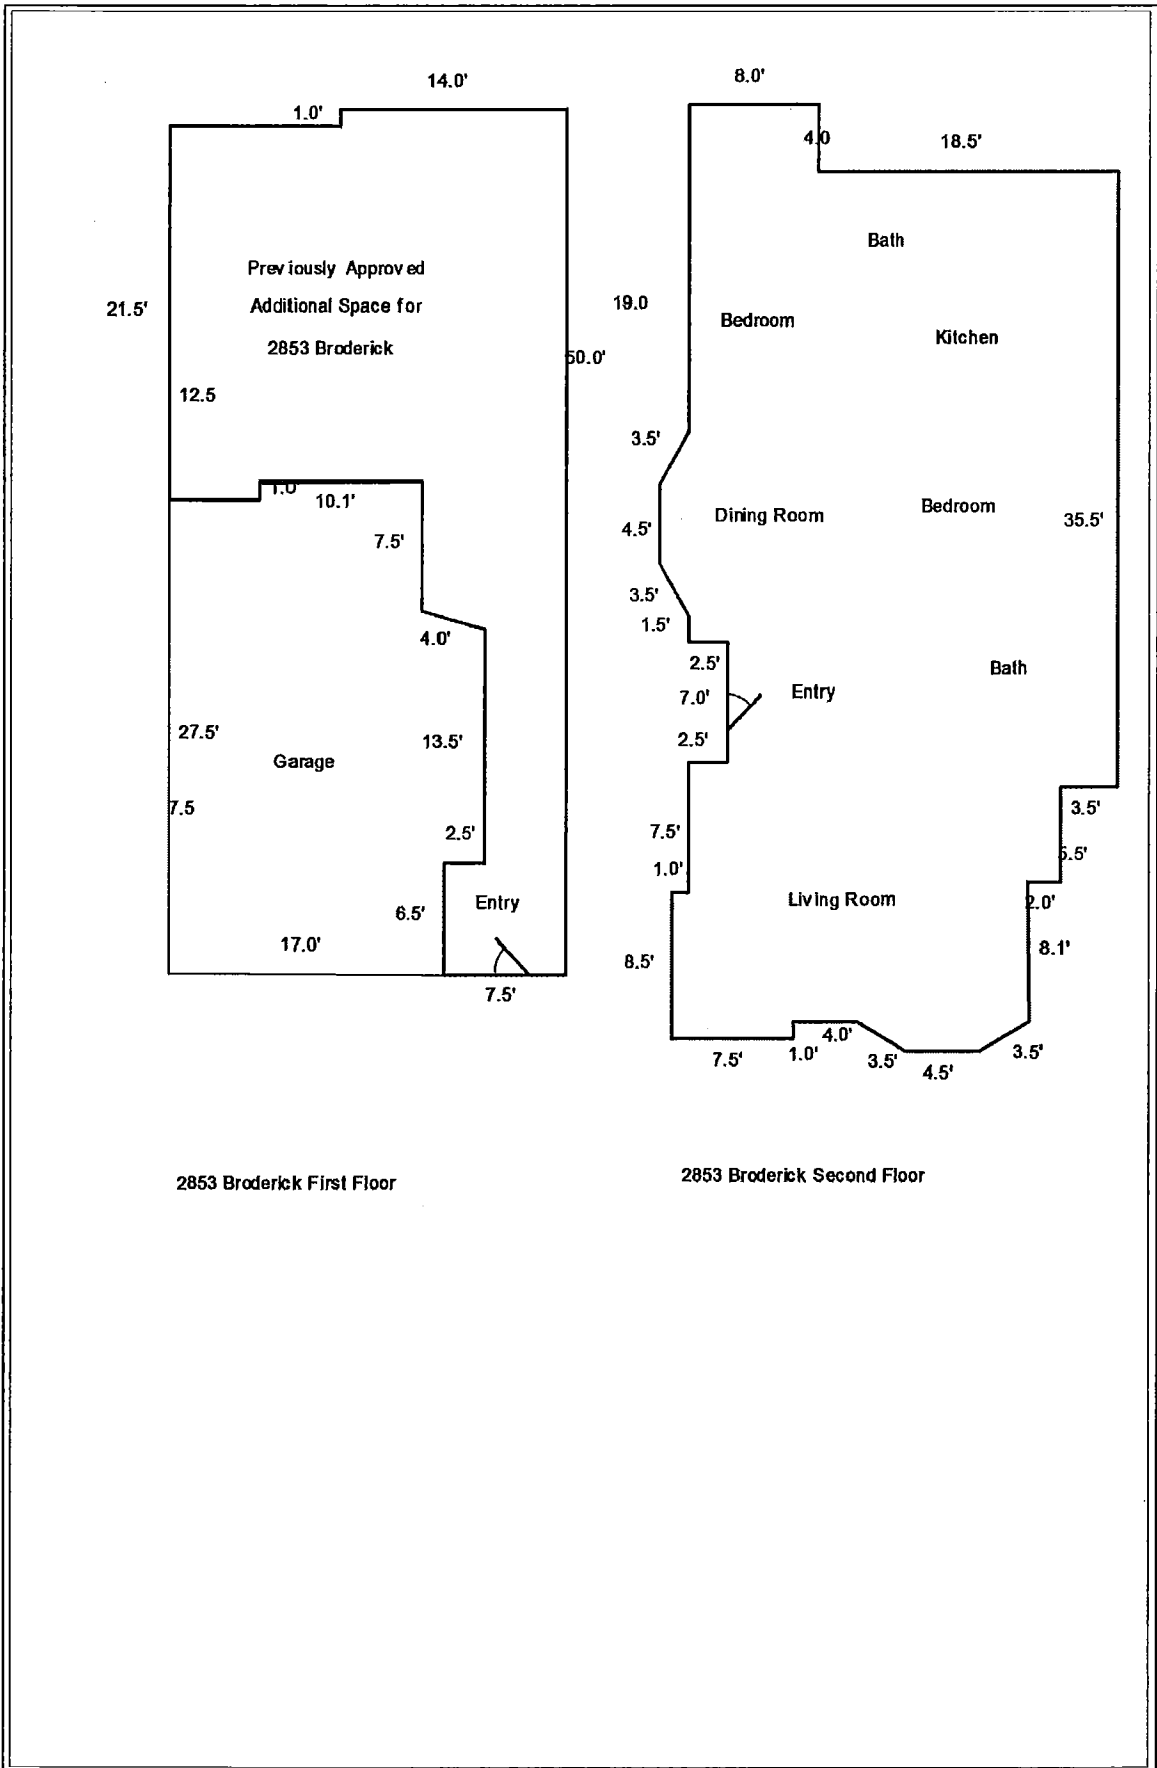 14.0'
1.0'
Previously Approved
Additional Space for
2853 Broderick
21.5'
50.0'
12.5
1.0
10.1'
7.5'
4.0'
27.5'
13.5'
Garage
7.5
2.5'
6.5'
Entry
17.0'
7.5'
2853 Broderick First Floor
8.0'
4.0
18.5'
Bath
19.0
Bedroom
Kitchen
3.5'
4.5'
Dining Room
Bedroom
35.5'
3.5'
1.5'
2.5'
Bath
7.0'
Entry
2.5'
3.5'
7.5'
5.5'
1.0'
Living Room
2.0'
8.5'
8.1'
7.5'
1.0'
4.0'
3.5'
4.5'
3.5'
2853 Broderick Second Floor